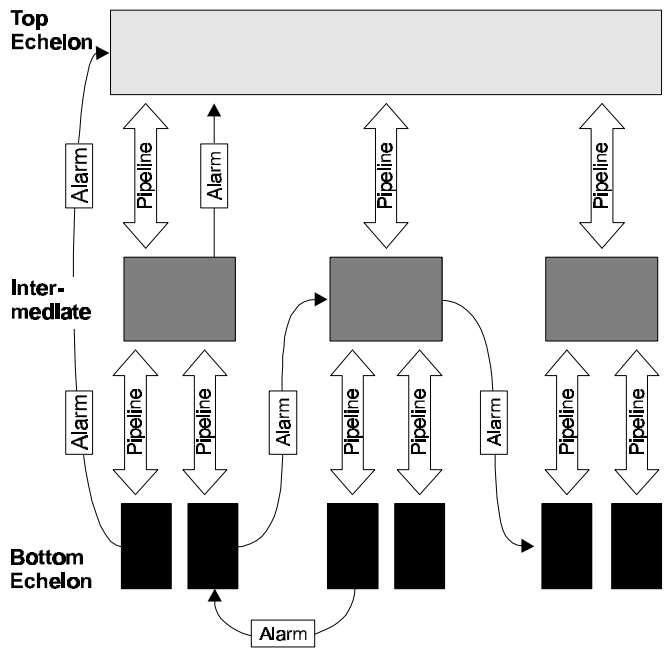 Top
Echelon
Alarm
Pipeline
Alarm
Pipeline
Pipeline
Inter-
medlate
Alarm
Pipeline
Pipeline
Alarm
Pipeline
Pipeline
Alarm
Pipeline
Pipeline
Bottom
Echelon
Alarm